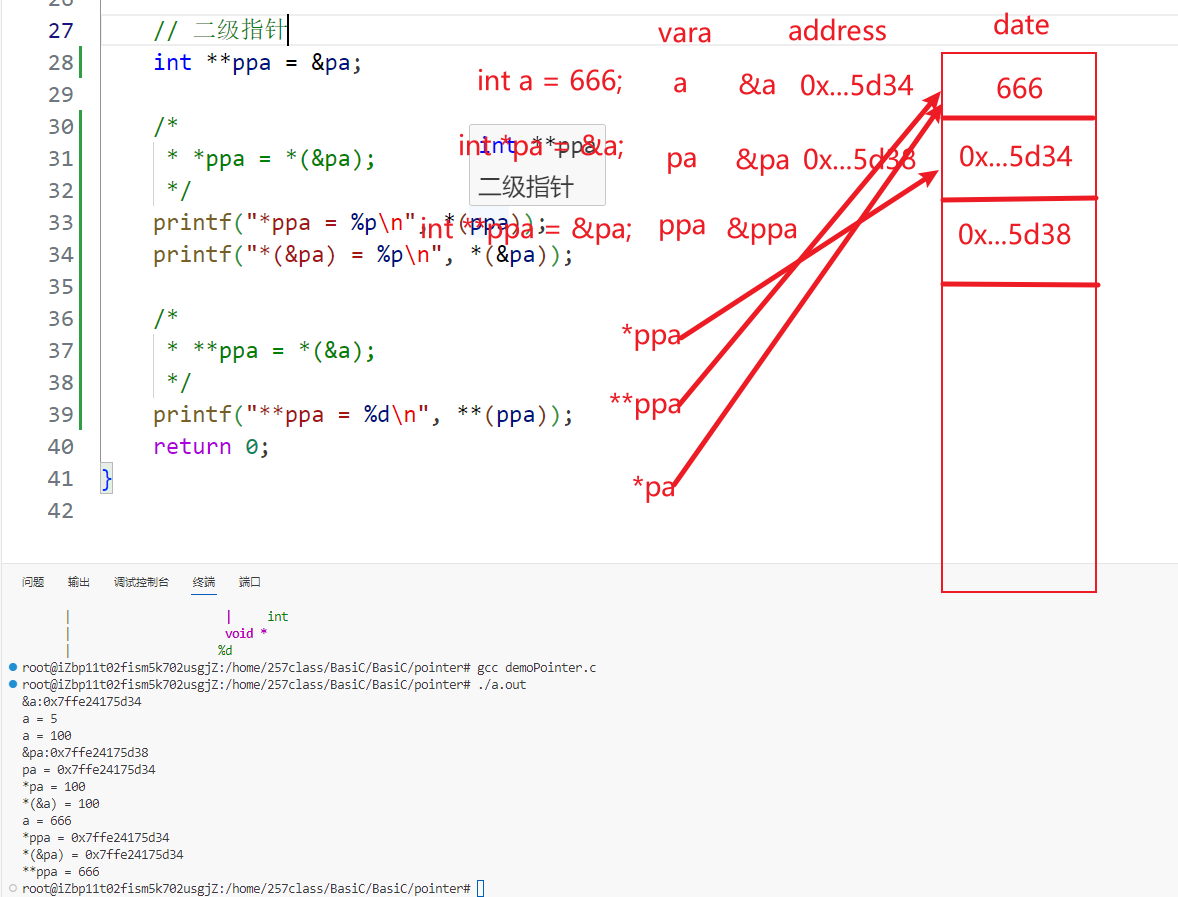 26
27 // 二级指针
28 int **ppa = &pa;
29
30 /*
31 * *ppa = *(&pa);
32 */
33 printf("*ppa = %p\n", *(ppa));
34 printf("*(&pa) = %p\n", *(&pa));
35
36 /*
37 * **ppa = *(&a);
38 */
39 printf("**ppa = %d\n", **(ppa));
40 return 0;
41 }
42
int **ppa
二级指针
vara address date
int a = 666; a &a 0x...5d34 666
int *pa = &a; pa &pa 0x...5d38 0x...5d34
int **ppa = &pa; ppa &ppa 0x...5d38
*ppa
**ppa
*pa
问题 输出 调试控制台 终端 端口
| | int
| void *
| %d
root@iZbp11t02fism5k702usgjZ:/home/257class/BasiC/BasiC/pointer# gcc demoPointer.c
root@iZbp11t02fism5k702usgjZ:/home/257class/BasiC/BasiC/pointer# ./a.out
&a:0x7ffe24175d34
a = 5
a = 100
&pa:0x7ffe24175d38
pa = 0x7ffe24175d34
*pa = 100
*(&a) = 100
a = 666
*ppa = 0x7ffe24175d34
*(&pa) = 0x7ffe24175d34
**ppa = 666
root@iZbp11t02fism5k702usgjZ:/home/257class/BasiC/BasiC/pointer#